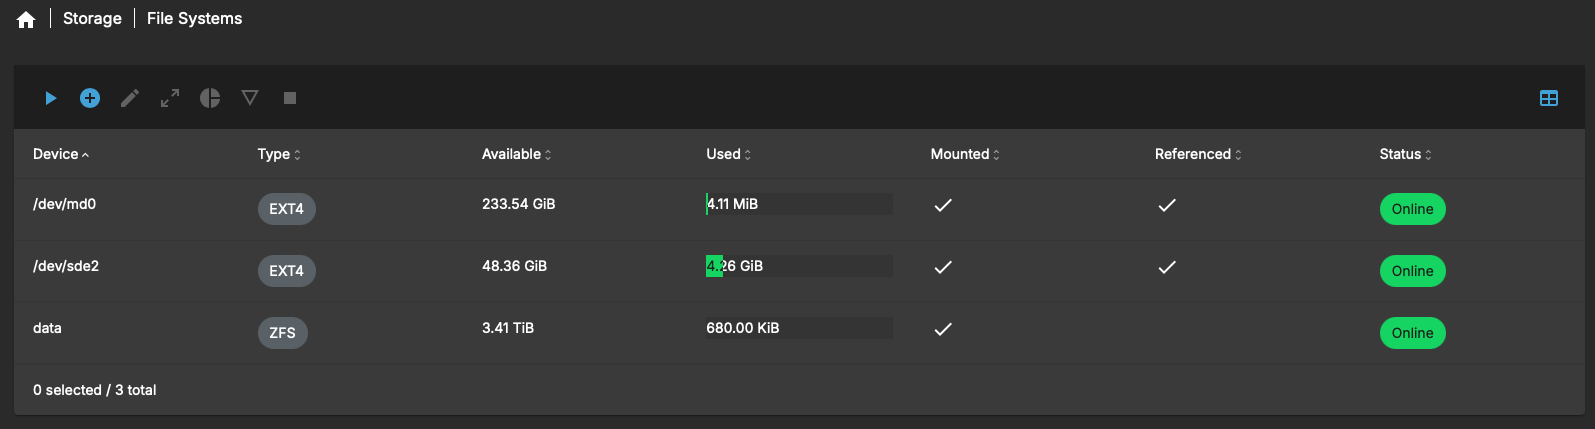 Storage | File Systems
Device Type Available Used Mounted Referenced Status
/dev/md0 EXT4 233.54 GiB 4.11 MiB Online
/dev/sde2 EXT4 48.36 GiB 4.26 GiB Online
data ZFS 3.41 TiB 680.00 KiB Online
0 selected / 3 total